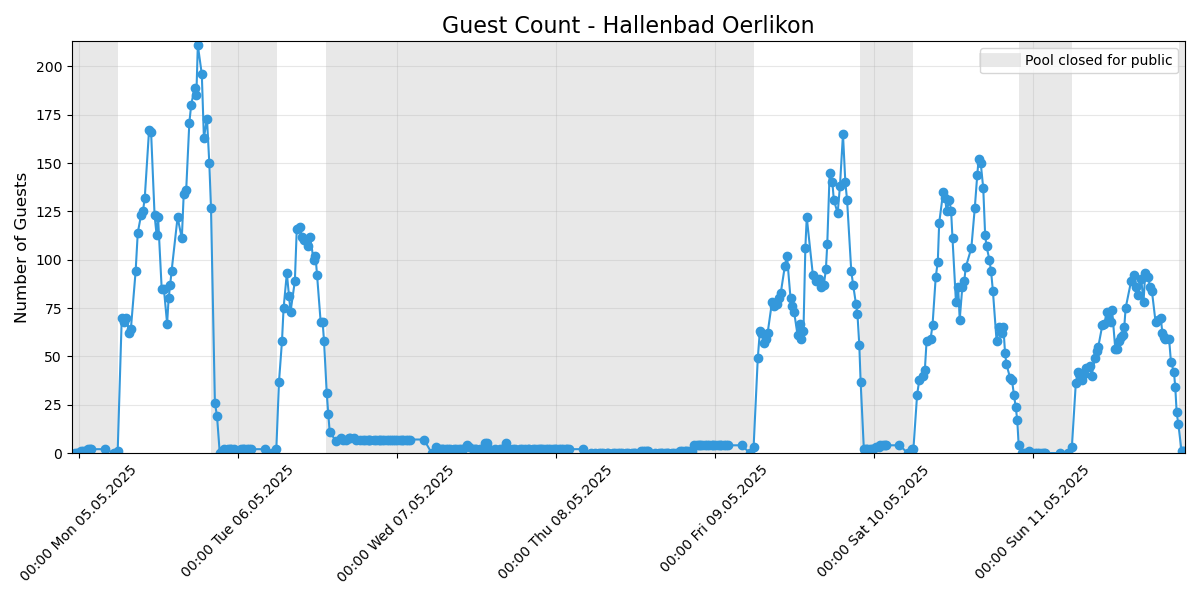 Guest Count - Hallenbad Oerlikon
Pool closed for public
Number of Guests
200
175
150
125
100
75
50
25
0
00:00 Mon 05.05.2025
00:00 Tue 06.05.2025
00:00 Wed 07.05.2025
00:00 Thu 08.05.2025
00:00 Fri 09.05.2025
00:00 Sat 10.05.2025
00:00 Sun 11.05.2025